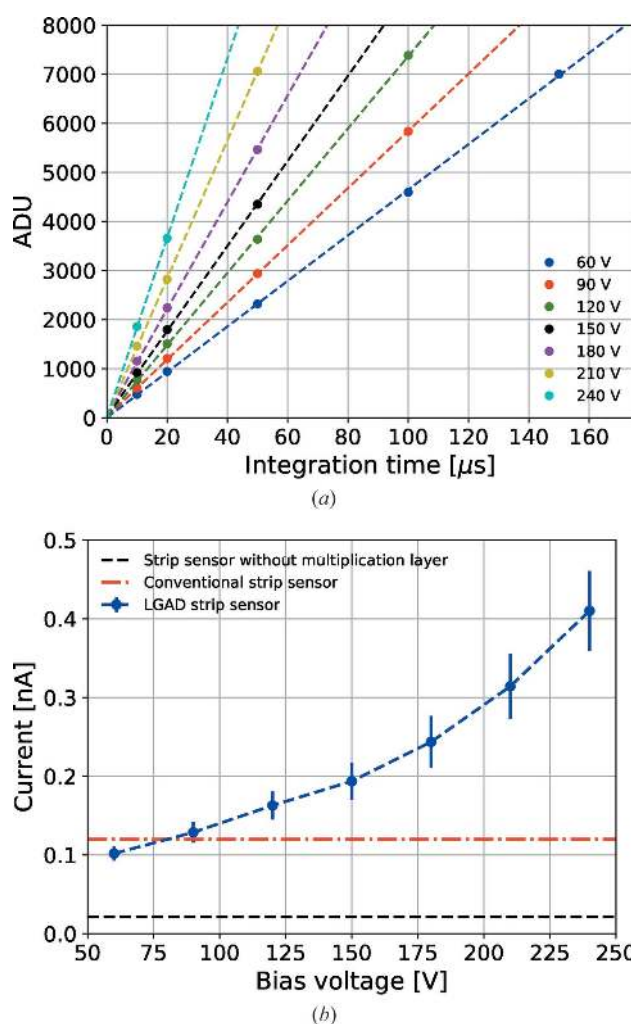 8000
7000
6000
5000
4000
3000
2000
1000
0
ADU
60 V
90 V
120 V
150 V
180 V
210 V
240 V
0 20 40 60 80 100 120 140 160
Integration time [μs]
(a)
0.5
0.4
0.3
0.2
0.1
0.0
Current [nA]
Strip sensor without multiplication layer
Conventional strip sensor
LGAD strip sensor
50 75 100 125 150 175 200 225 250
Bias voltage [V]
(b)